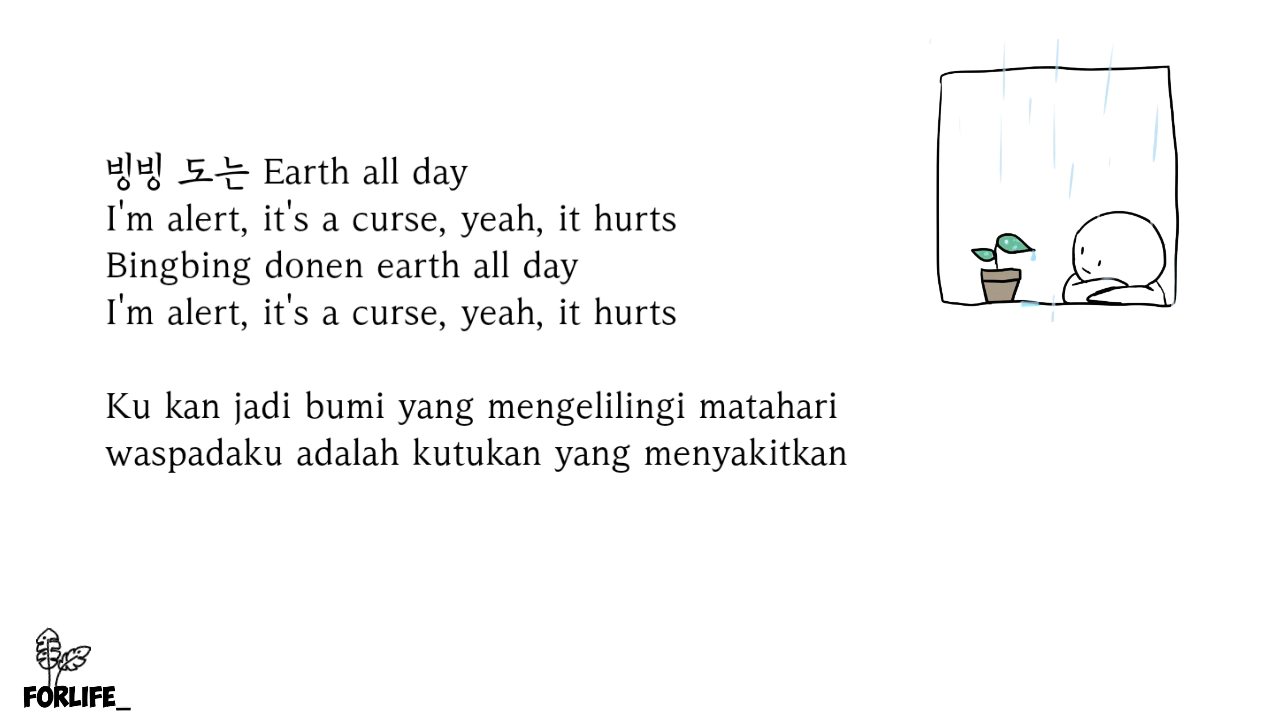 빙빙 도는 Earth all day
I'm alert, it's a curse, yeah, it hurts
Bingbing donen earth all day
I'm alert, it's a curse, yeah, it hurts
Ku kan jadi bumi yang mengelilingi matahari
waspadaku adalah kutukan yang menyakitkan
FORLIFE_